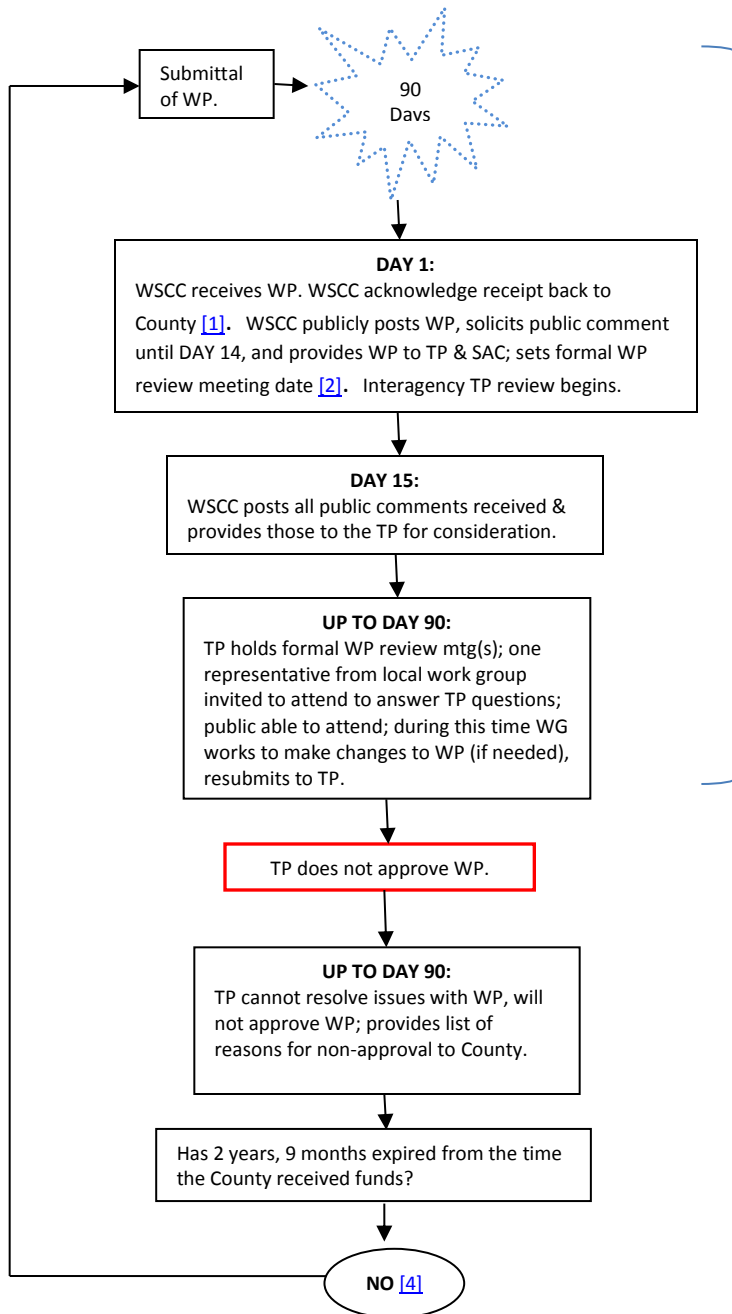 Submittal
of WP.
90
Davs
DAY 1:
WSCC receives WP. WSCC acknowledge receipt back to
County [1]. WSCC publicly posts WP, solicits public comment
until DAY 14, and provides WP to TP & SAC; sets formal WP
review meeting date [2]. Interagency TP review begins.
DAY 15:
WSCC posts all public comments received &
provides those to the TP for consideration.
UP TO DAY 90:
TP holds formal WP review mtg(s); one
representative from local work group
invited to attend to answer TP questions;
public able to attend; during this time WG
works to make changes to WP (if needed),
resubmits to TP.
TP does not approve WP.
UP TO DAY 90:
TP cannot resolve issues with WP, will
not approve WP; provides list of
reasons for non-approval to County.
Has 2 years, 9 months expired from the time
the County received funds?
NO [4]